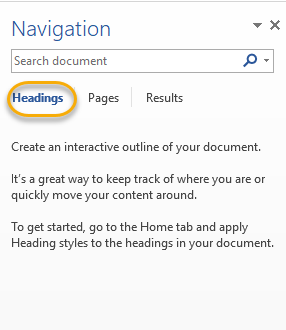 Navigation
Search document
Headings Pages Results
Create an interactive outline of your document.
It's a great way to keep track of where you are or
quickly move your content around.
To get started, go to the Home tab and apply
Heading styles to the headings in your document.